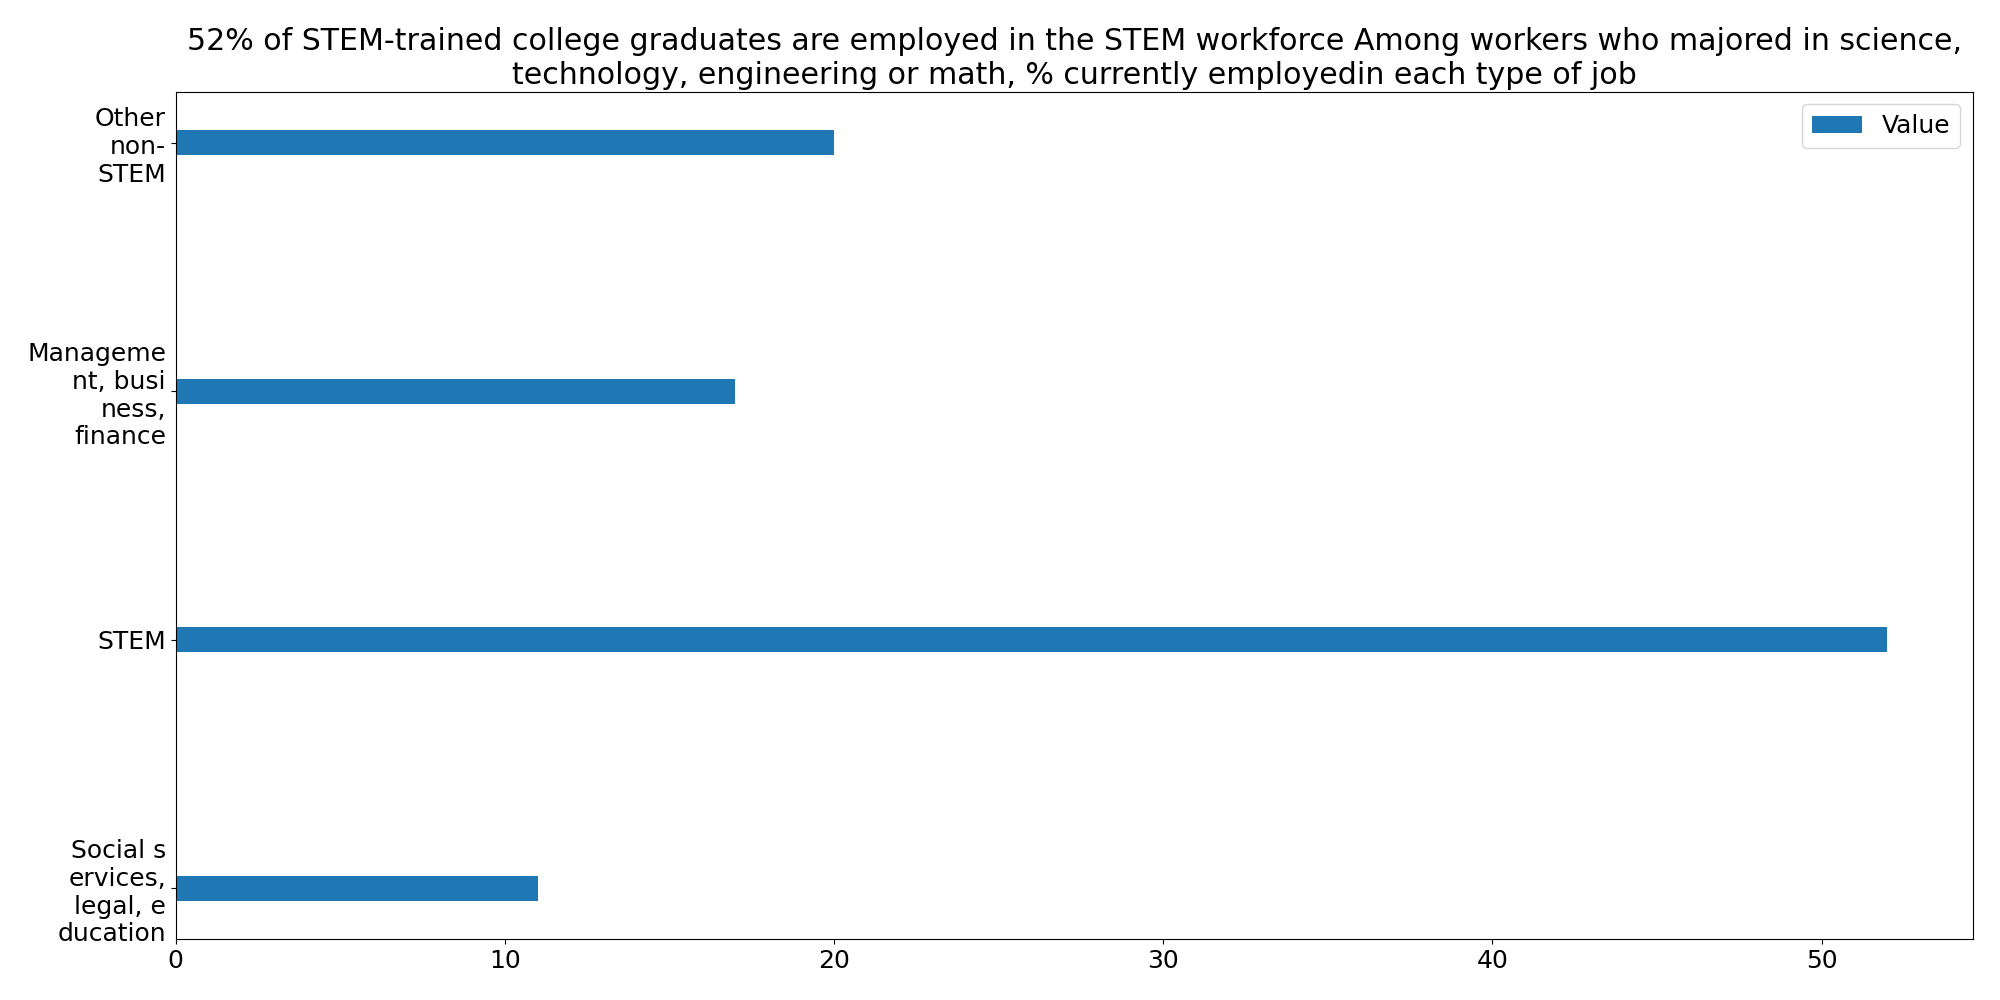 52% of STEM-trained college graduates are employed in the STEM workforce Among workers who majored in science,
technology, engineering or math, % currently employedin each type of job
Value
Other
non-
STEM
Manageme
nt, busi
ness,
finance
STEM
Social s
ervices,
legal, e
ducation
0 10 20 30 40 50